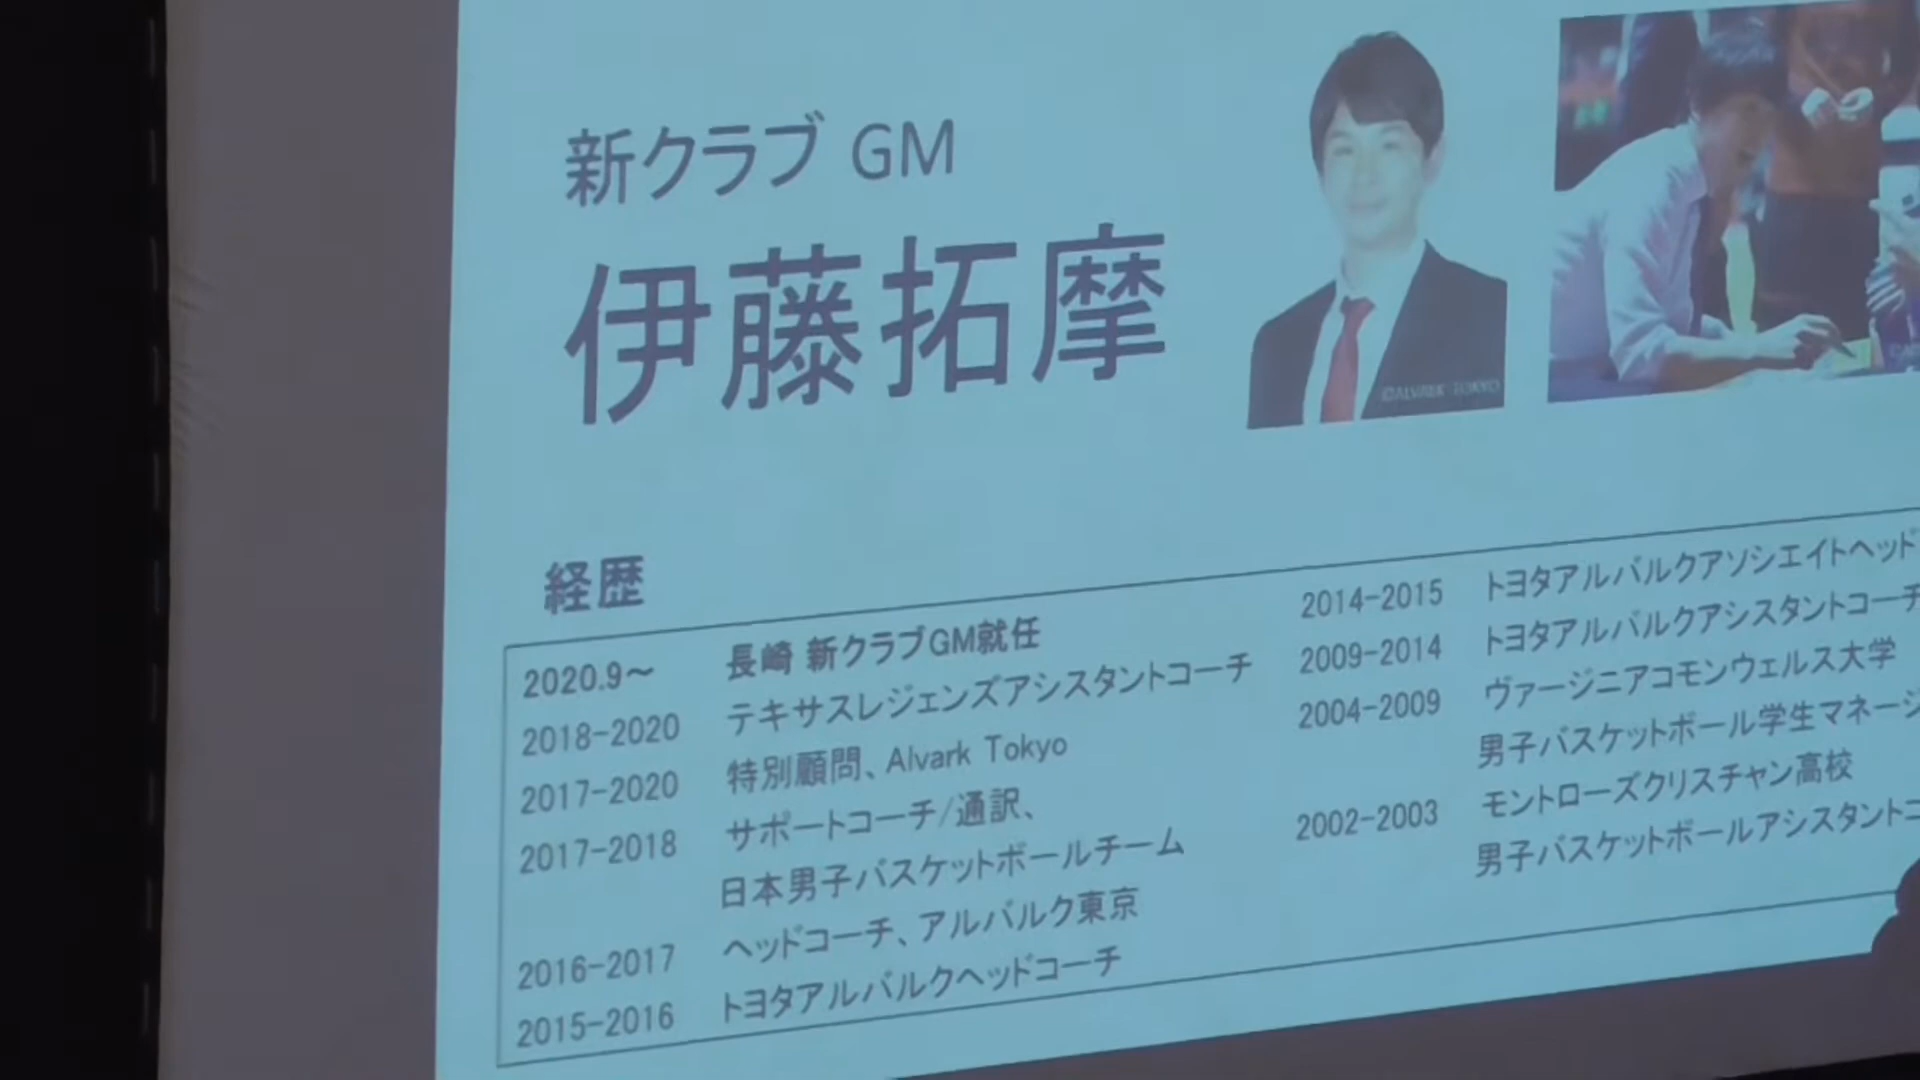 新クラブ GM
伊藤拓摩
©ALVARK TOKYO
経歴
2020.9～ 長崎 新クラブGM就任
2018-2020 テキサスレジェンズアシスタントコーチ
2017-2020 特別顧問、Alvark Tokyo
2017-2018 サポートコーチ/通訳、
日本男子バスケットボールチーム
2016-2017 ヘッドコーチ、アルバルク東京
2015-2016 トヨタアルバルクヘッドコーチ
2014-2015 トヨタアルバルクアソシエイトヘッド
2009-2014 トヨタアルバルクアシスタントコーチ
2004-2009 ヴァージニアコモンウェルス大学
男子バスケットボール学生マネージ
2002-2003 モントローズクリスチャン高校
男子バスケットボールアシスタントコ